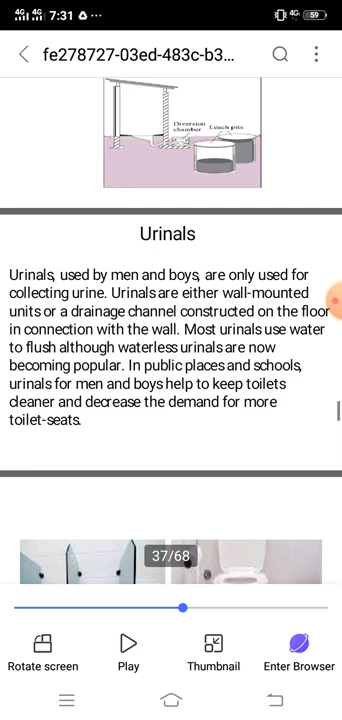 4G 4G 7:31 4G 59
fe278727-03ed-483c-b3...
Diversion
chamber
Leach pits
Urinals
Urinals, used by men and boys, are only used for
collecting urine. Urinals are either wall-mounted
units or a drainage channel constructed on the floor
in connection with the wall. Most urinals use water
to flush although waterless urinals are now
becoming popular. In public places and schools,
urinals for men and boys help to keep toilets
cleaner and decrease the demand for more
toilet-seats.
37/68
Rotate screen
Play
Thumbnail
Enter Browser